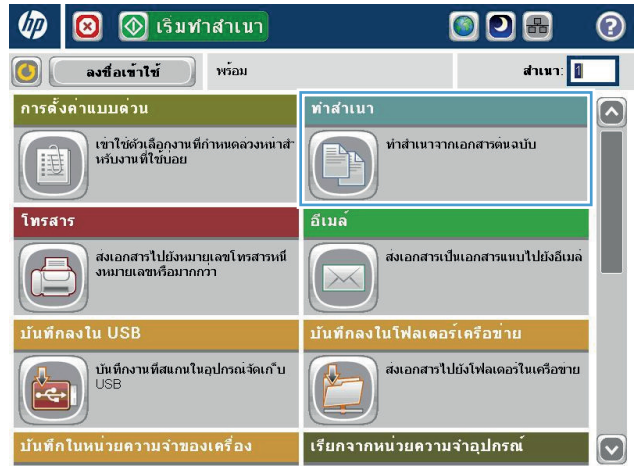 hp เริ่มทำสำเนา ?
ลงชื่อเข้าใช้ พร้อม สำเนา: 1
การตั้งค่าแบบด่วน
เข้าใช้ตัวเลือกงานที่กำหนดล่วงหน้าสำ
หรับงานที่ใช้บ่อย
ทำสำเนา
ทำสำเนาจากเอกสารต้นฉบับ
โทรสาร
ส่งเอกสารไปยังหมายเลขโทรสารหนึ่
งหมายเลขหรือมากกว่า
อีเมล์
ส่งเอกสารเป็นเอกสารแนบไปยังอีเมล์
บันทึกลงใน USB
บันทึกงานที่สแกนในอุปกรณ์จัดเก็บ
USB
บันทึกลงในโฟลเดอร์เครือข่าย
ส่งเอกสารไปยังโฟลเดอร์ในเครือข่าย
บันทึกในหน่วยความจำของเครื่อง
เรียกจากหน่วยความจำอุปกรณ์